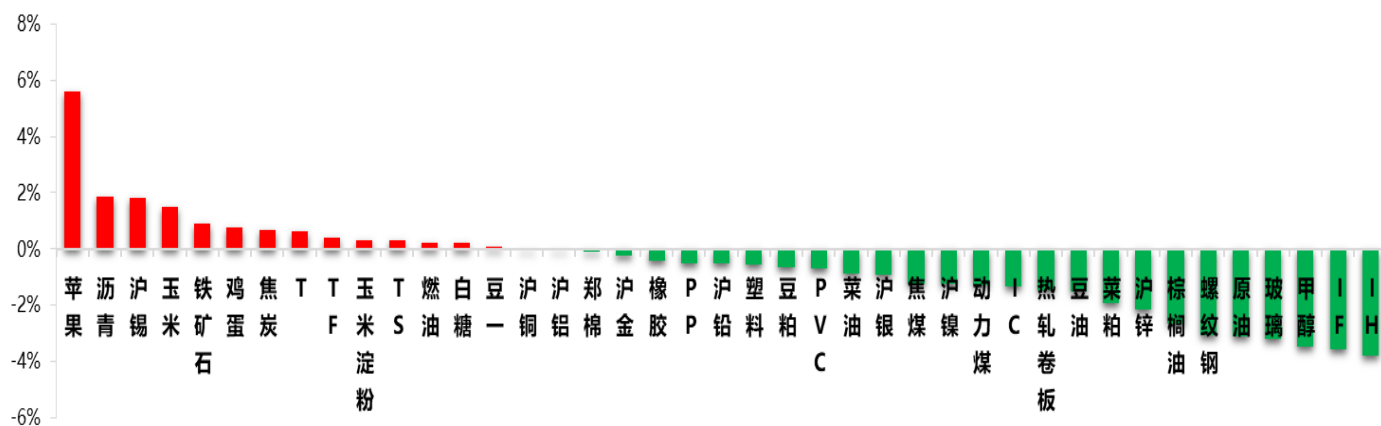 8%
6%
4%
2%
0%
-2%
-4%
-6%
苹果
沥青
沪锡
玉米
铁矿石
鸡蛋
焦炭
T
TF
玉米淀粉
TS
燃油
白糖
豆一
沪铜
沪铝
郑棉
沪金
橡胶
PP
沪铅
塑料
豆粕
PVC
菜油
沪银
焦煤
沪镍
动力煤
IC
热轧卷板
豆油
菜粕
沪锌
棕榈油
螺纹钢
原油
玻璃
甲醇
IF
IH